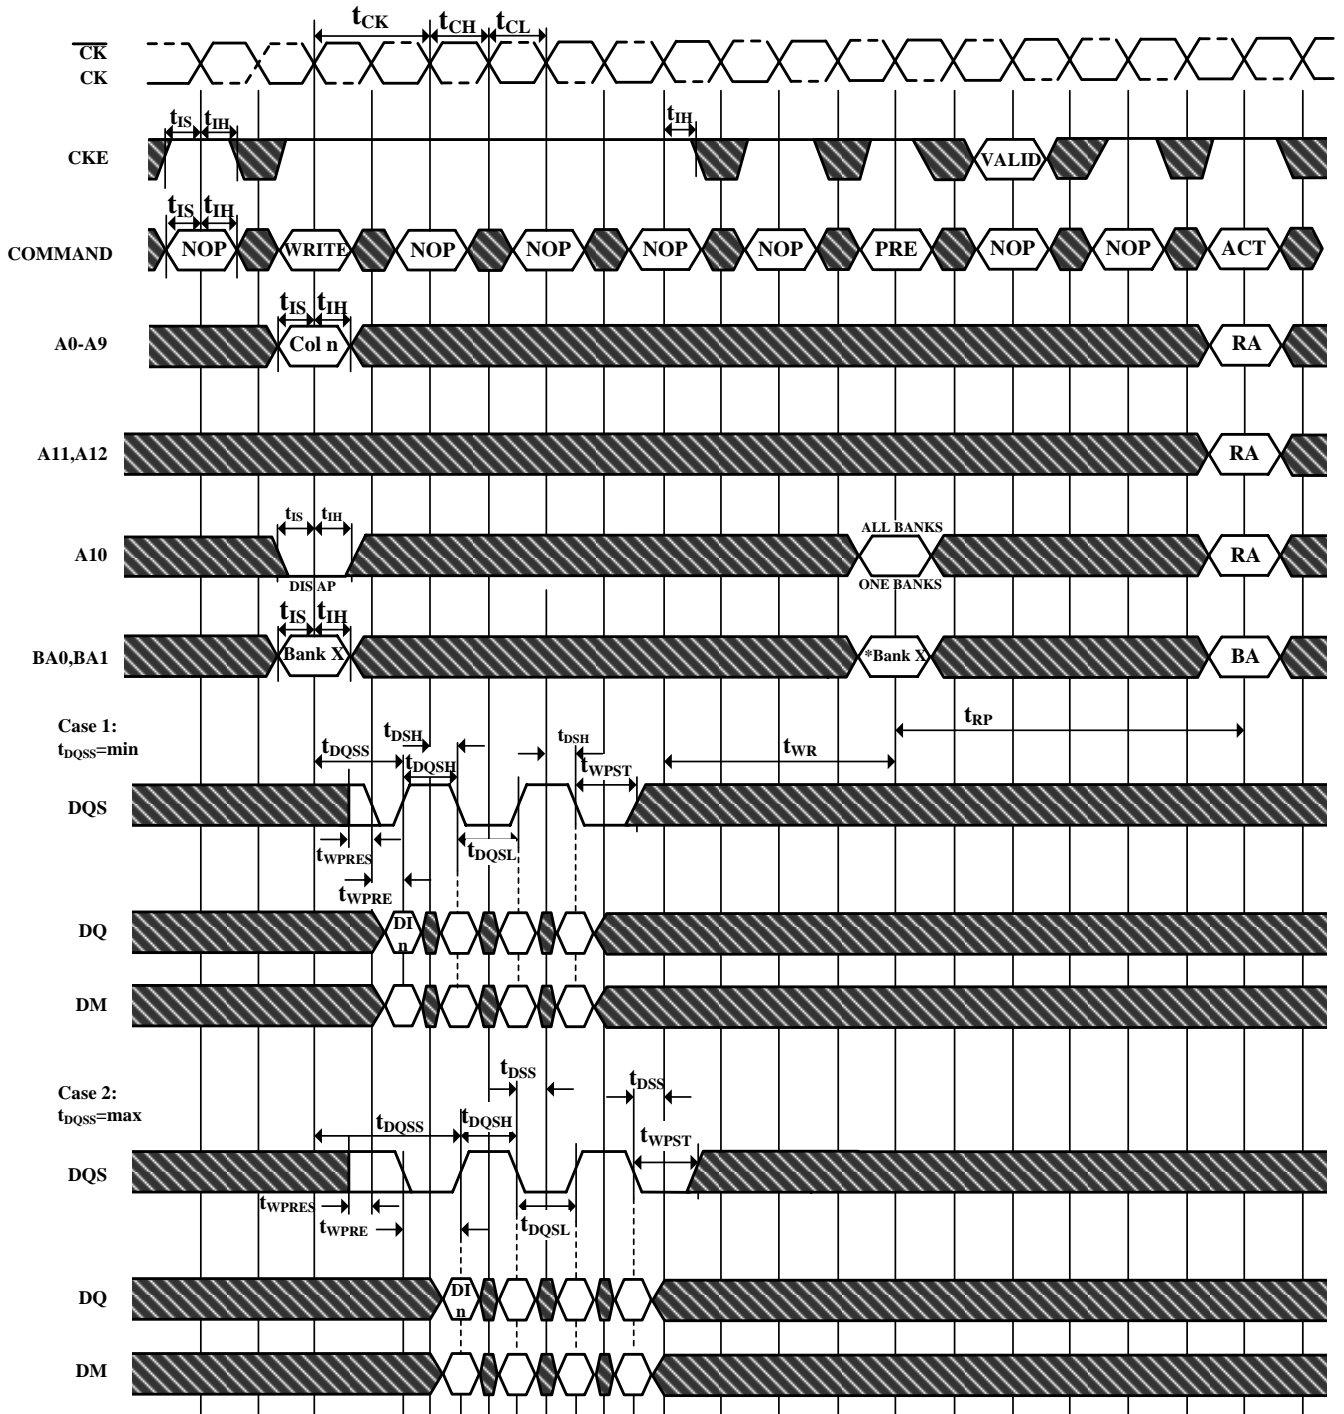 tCK tCH tCL
CK
CK
tIS tIH tIH
CKE VALID
tIS tIH
COMMAND NOP WRITE NOP NOP NOP NOP PRE NOP NOP ACT
tIS tIH
A0-A9 Col n RA
A11,A12 RA
tIS tIH ALL BANKS
A10 RA
DIS AP ONE BANKS
tIS tIH
BA0,BA1 Bank X *Bank X BA
Case 1:
tDQSS=min
tDQSS tDSH tDSH tWR tRP
tDQSH tWPST
DQS
tWPRES tDQSL
tWPRE
DQ DI
n
DM
Case 2:
tDQSS=max
tDSS tDSS
tDQSS tDQSH tWPST
DQS
tWPRES tWPRE tDQSL
DQ DI
n
DM